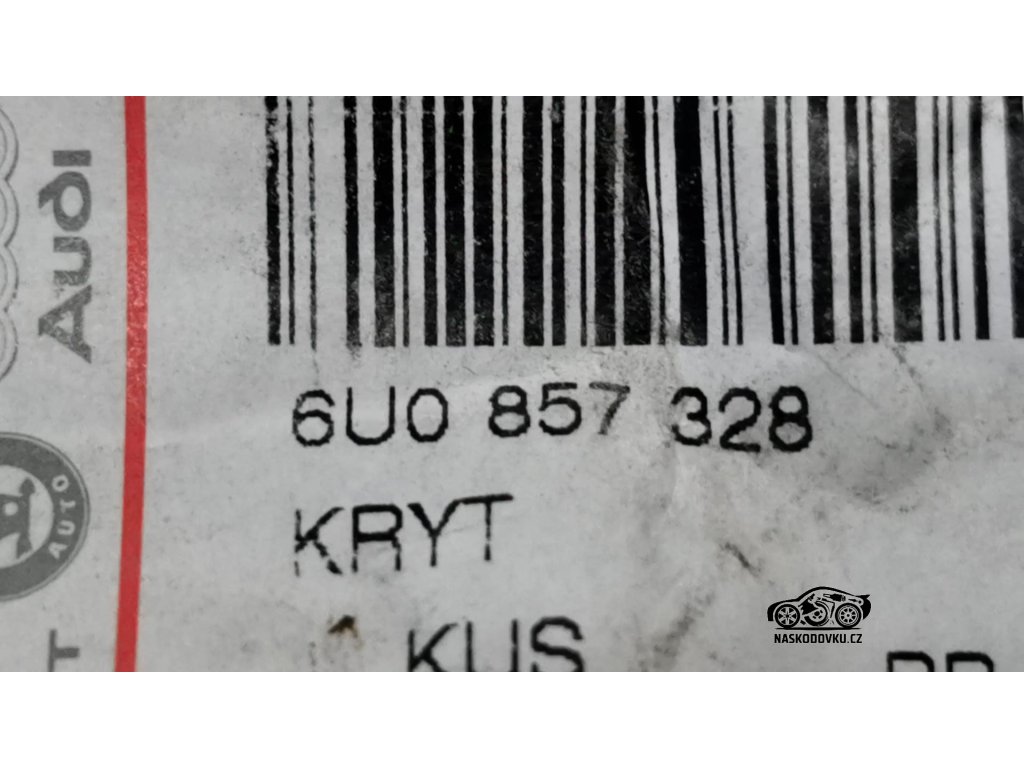 Audi
6U0 857 328
KRYT
AUTO
KUS
NASKODOVKU.CZ